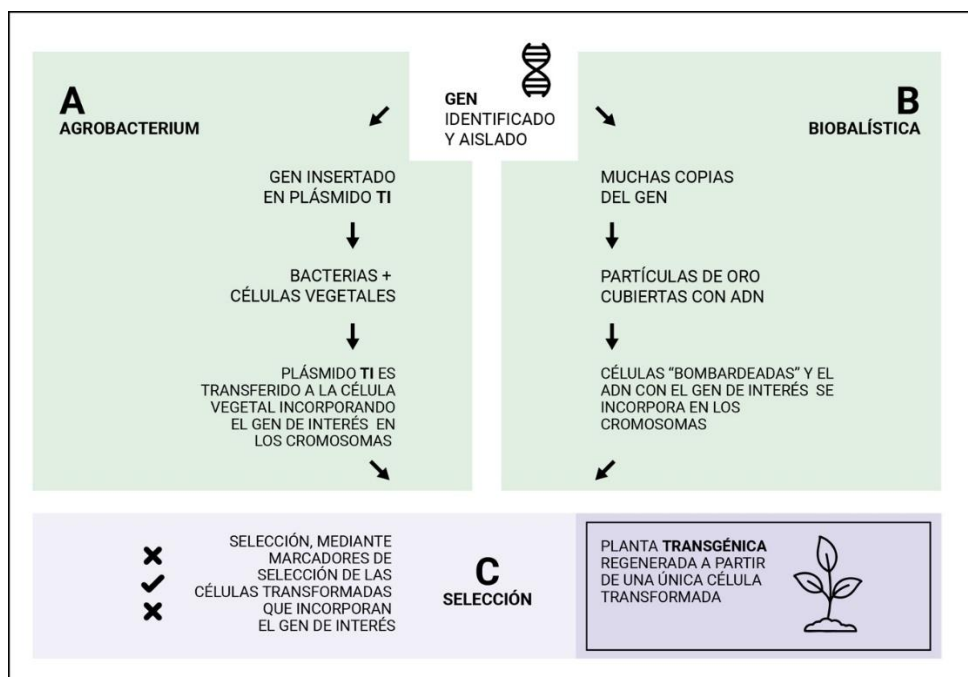 GEN
IDENTIFICADO
Y AISLADO
A
AGROBACTERIUM
GEN INSERTADO
EN PLÁSMIDO TI
BACTERIAS +
CÉLULAS VEGETALES
PLÁSMIDO TI ES
TRANSFERIDO A LA CÉLULA
VEGETAL INCORPORANDO
EL GEN DE INTERÉS EN
LOS CROMOSOMAS
B
BIOBALÍSTICA
MUCHAS COPIAS
DEL GEN
PARTÍCULAS DE ORO
CUBIERTAS CON ADN
CÉLULAS “BOMBARDEADAS” Y EL
ADN CON EL GEN DE INTERÉS SE
INCORPORA EN LOS
CROMOSOMAS
SELECCIÓN, MEDIANTE
MARCADORES DE
SELECCIÓN DE LAS
CÉLULAS TRANSFORMADAS
QUE INCORPORAN
EL GEN DE INTERÉS
C
SELECCIÓN
PLANTA TRANSGÉNICA
REGENERADA A PARTIR
DE UNA ÚNICA CÉLULA
TRANSFORMADA